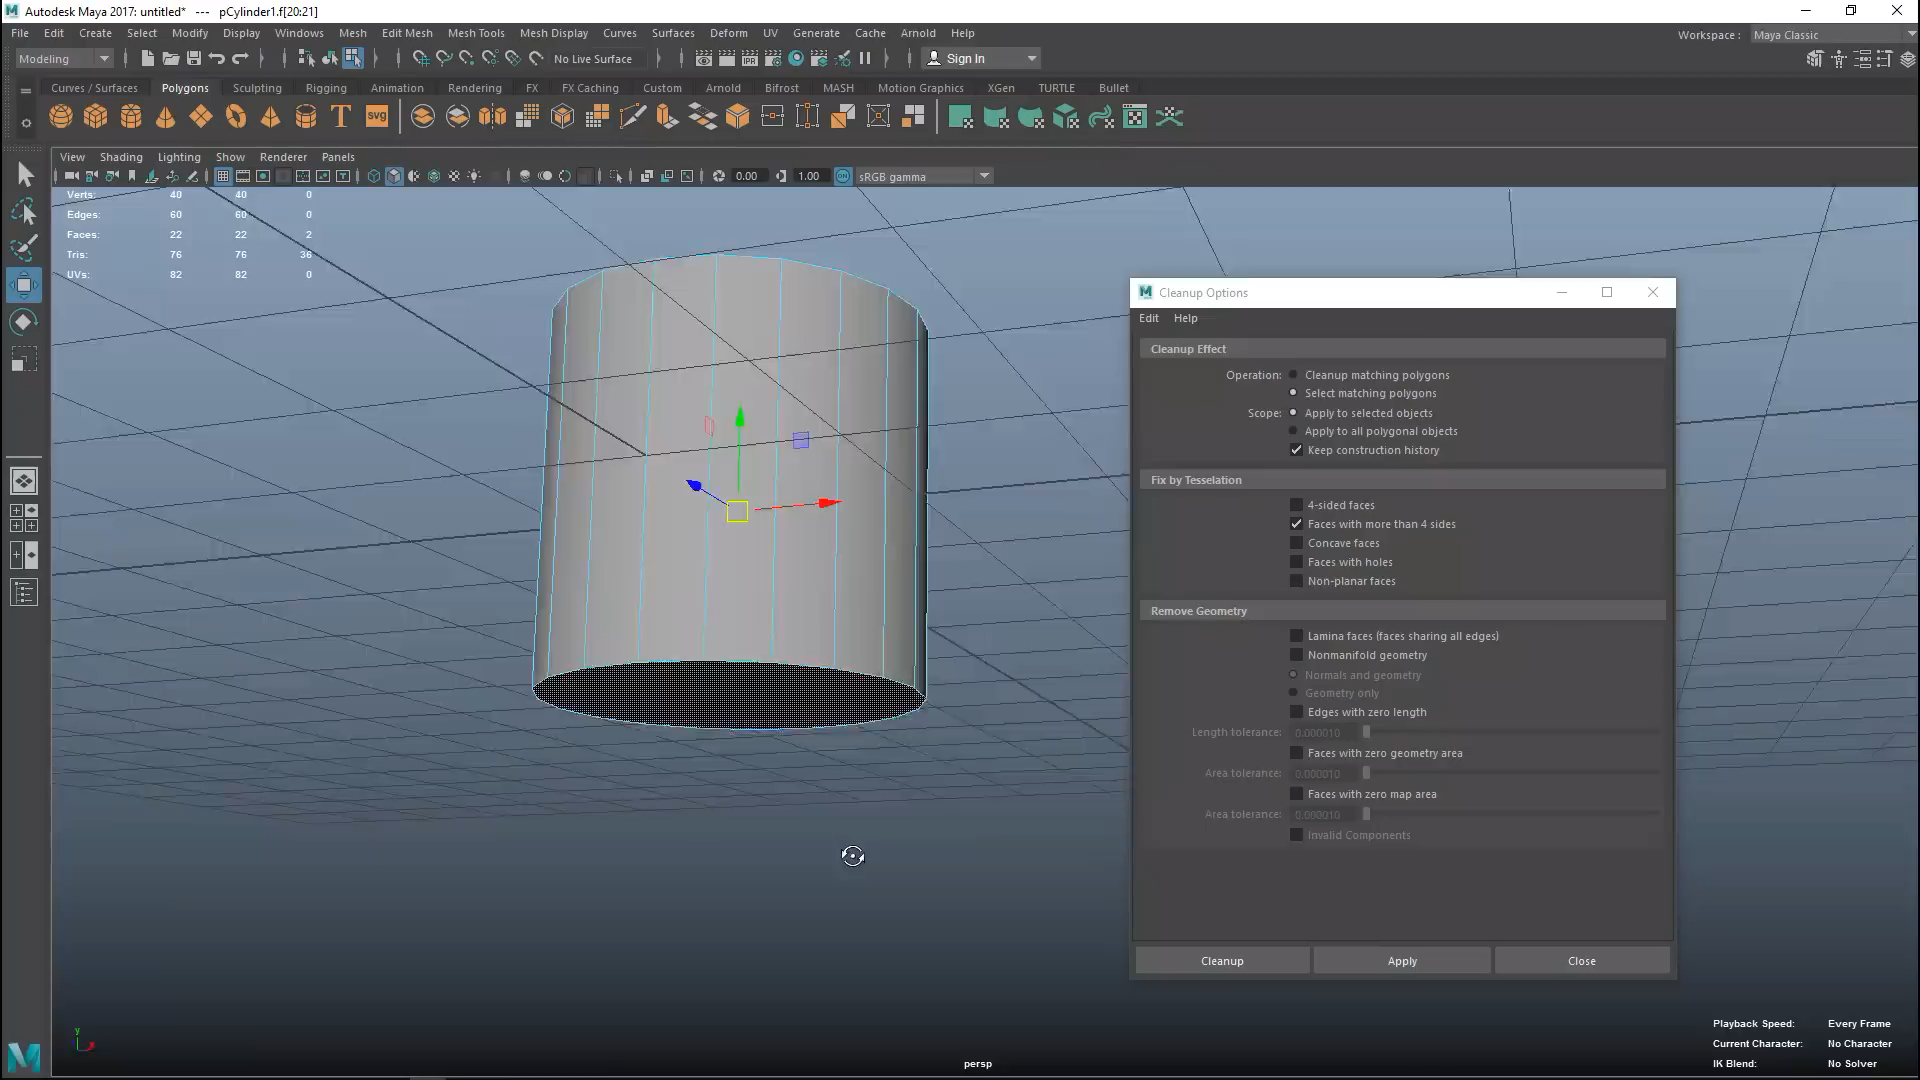 Autodesk Maya 2017: untitled*   ---   pCylinder1.f[20:21]
File Edit Create Select Modify Display Windows Mesh Edit Mesh Mesh Tools Mesh Display Curves Surfaces Deform UV Generate Cache Arnold Help
Workspace : Maya Classic
Modeling No Live Surface IPR Sign In
Curves / Surfaces Polygons Sculpting Rigging Animation Rendering FX FX Caching Custom Arnold Bifrost MASH Motion Graphics XGen TURTLE Bullet
T svg
View Shading Lighting Show Renderer Panels
0.00 1.00 ON sRGB gamma
Verts: 40 40 0
Edges: 60 60 0
Faces: 22 22 2
Tris: 76 76 36
UVs: 82 82 0
Cleanup Options
Edit Help
Cleanup Effect
Operation: Cleanup matching polygons
Select matching polygons
Scope: Apply to selected objects
Apply to all polygonal objects
Keep construction history
Fix by Tesselation
4-sided faces
Faces with more than 4 sides
Concave faces
Faces with holes
Non-planar faces
Remove Geometry
Lamina faces (faces sharing all edges)
Nonmanifold geometry
Normals and geometry
Geometry only
Edges with zero length
Length tolerance: 0.000010
Faces with zero geometry area
Area tolerance: 0.000010
Faces with zero map area
Area tolerance: 0.000010
Invalid Components
Cleanup Apply Close
y
x
persp
Playback Speed: Every Frame
Current Character: No Character
IK Blend: No Solver